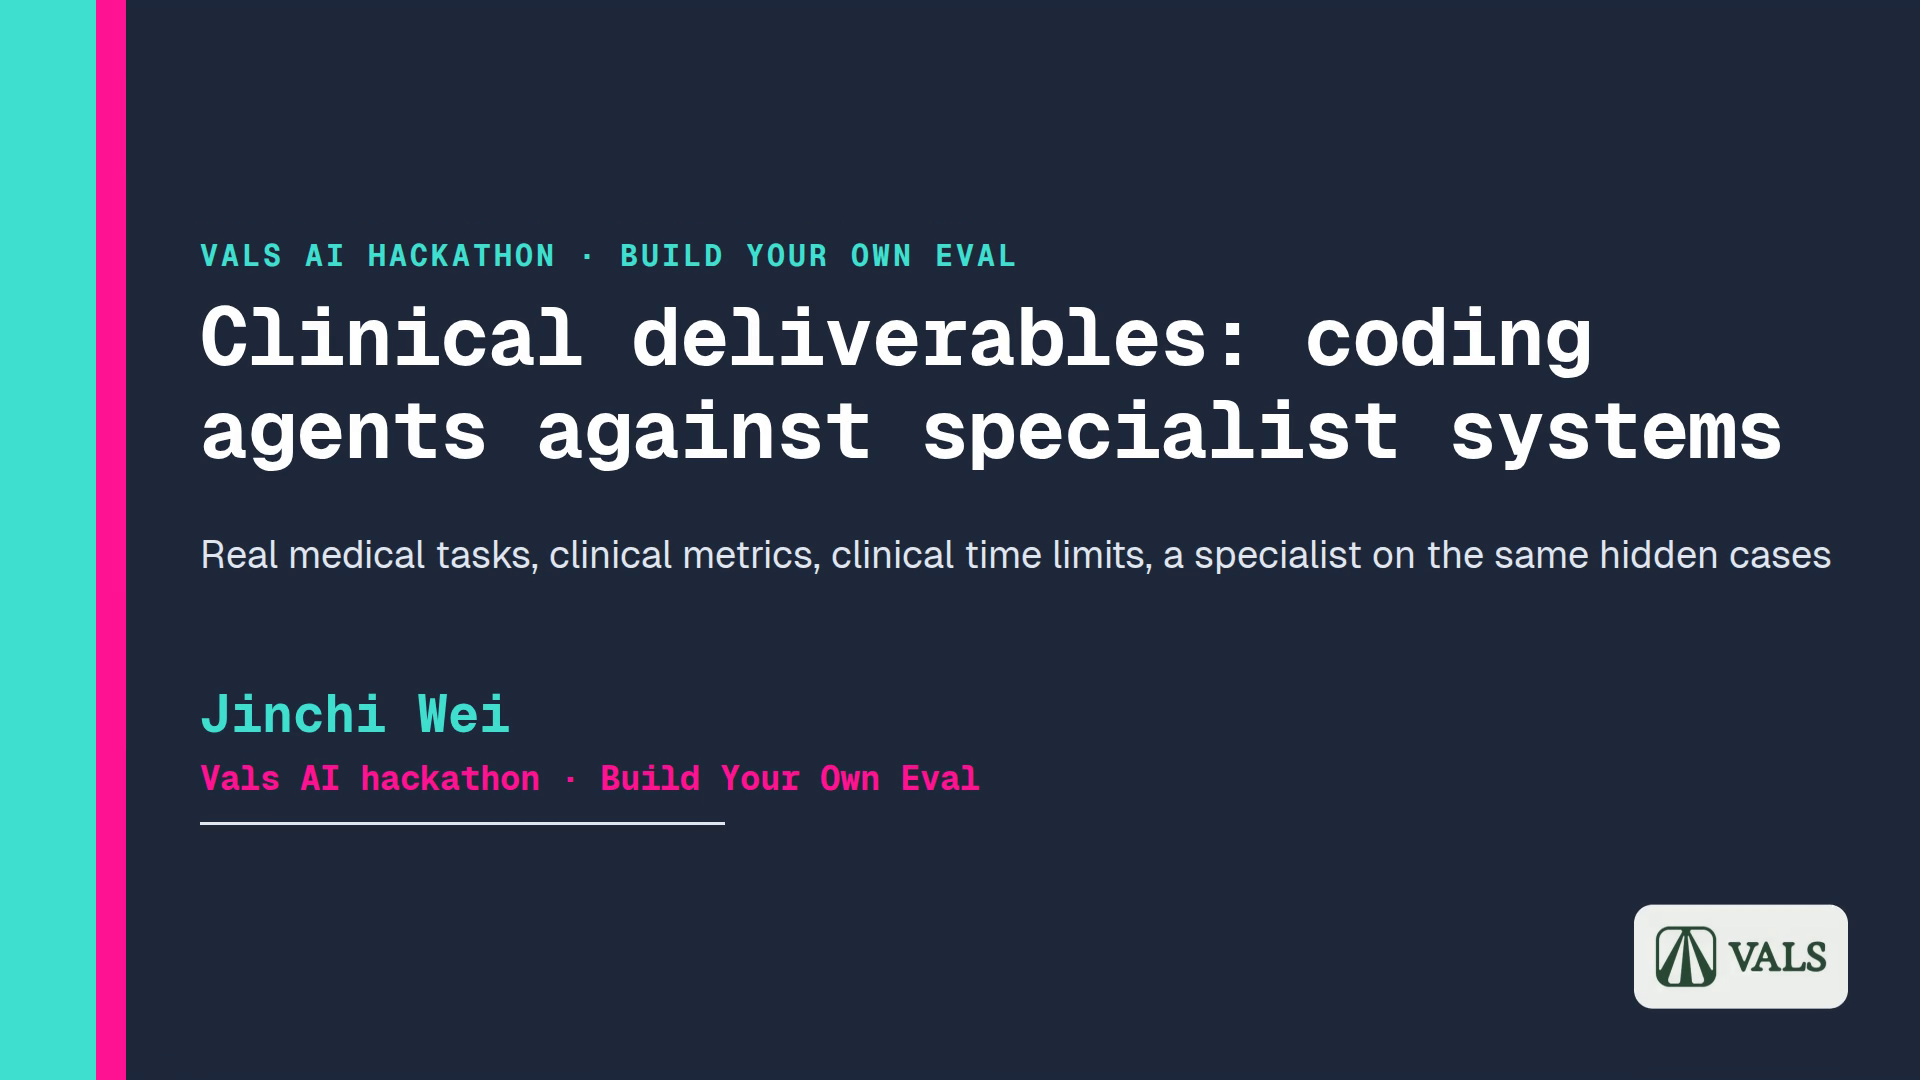 VALS AI HACKATHON · BUILD YOUR OWN EVAL
Clinical deliverables: coding
agents against specialist systems
Real medical tasks, clinical metrics, clinical time limits, a specialist on the same hidden cases
Jinchi Wei
Vals AI hackathon · Build Your Own Eval
VALS